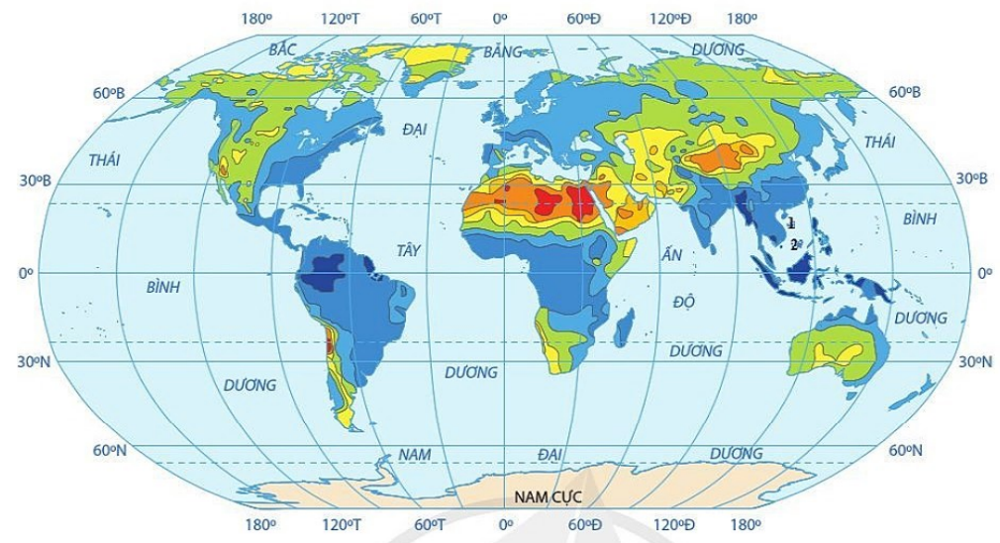 180º 120ºT 60ºT 0º 60ºĐ 120ºĐ 180º
BẮC BĂNG DƯƠNG
60ºB 60ºB
ĐẠI
THÁI THÁI
30ºB 30ºB
BÌNH
1
TÂY ẤN 2
0º 0º
BÌNH ĐỘ
DƯƠNG
DƯƠNG
30ºN 30ºN
DƯƠNG DƯƠNG
60ºN NAM ĐẠI DƯƠNG 60ºN
NAM CỰC
180º 120ºT 60ºT 0º 60ºĐ 120ºĐ 180º